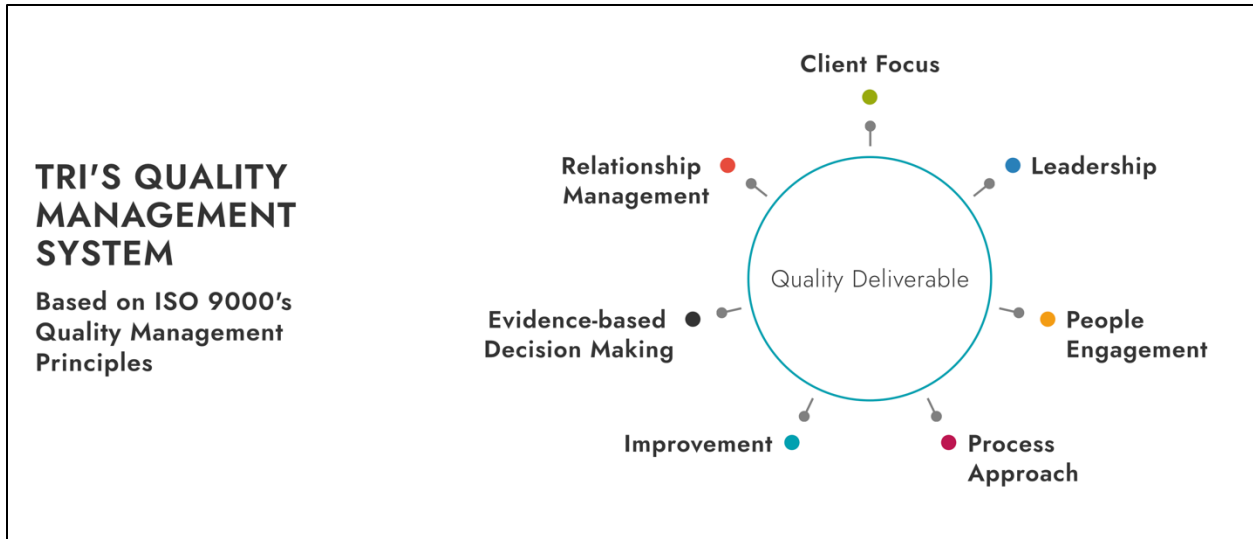 TRI'S QUALITY
MANAGEMENT
SYSTEM
Based on ISO 9000's
Quality Management
Principles
Client Focus
Relationship
Management
Leadership
Quality Deliverable
Evidence-based
Decision Making
People
Engagement
Improvement
Process
Approach